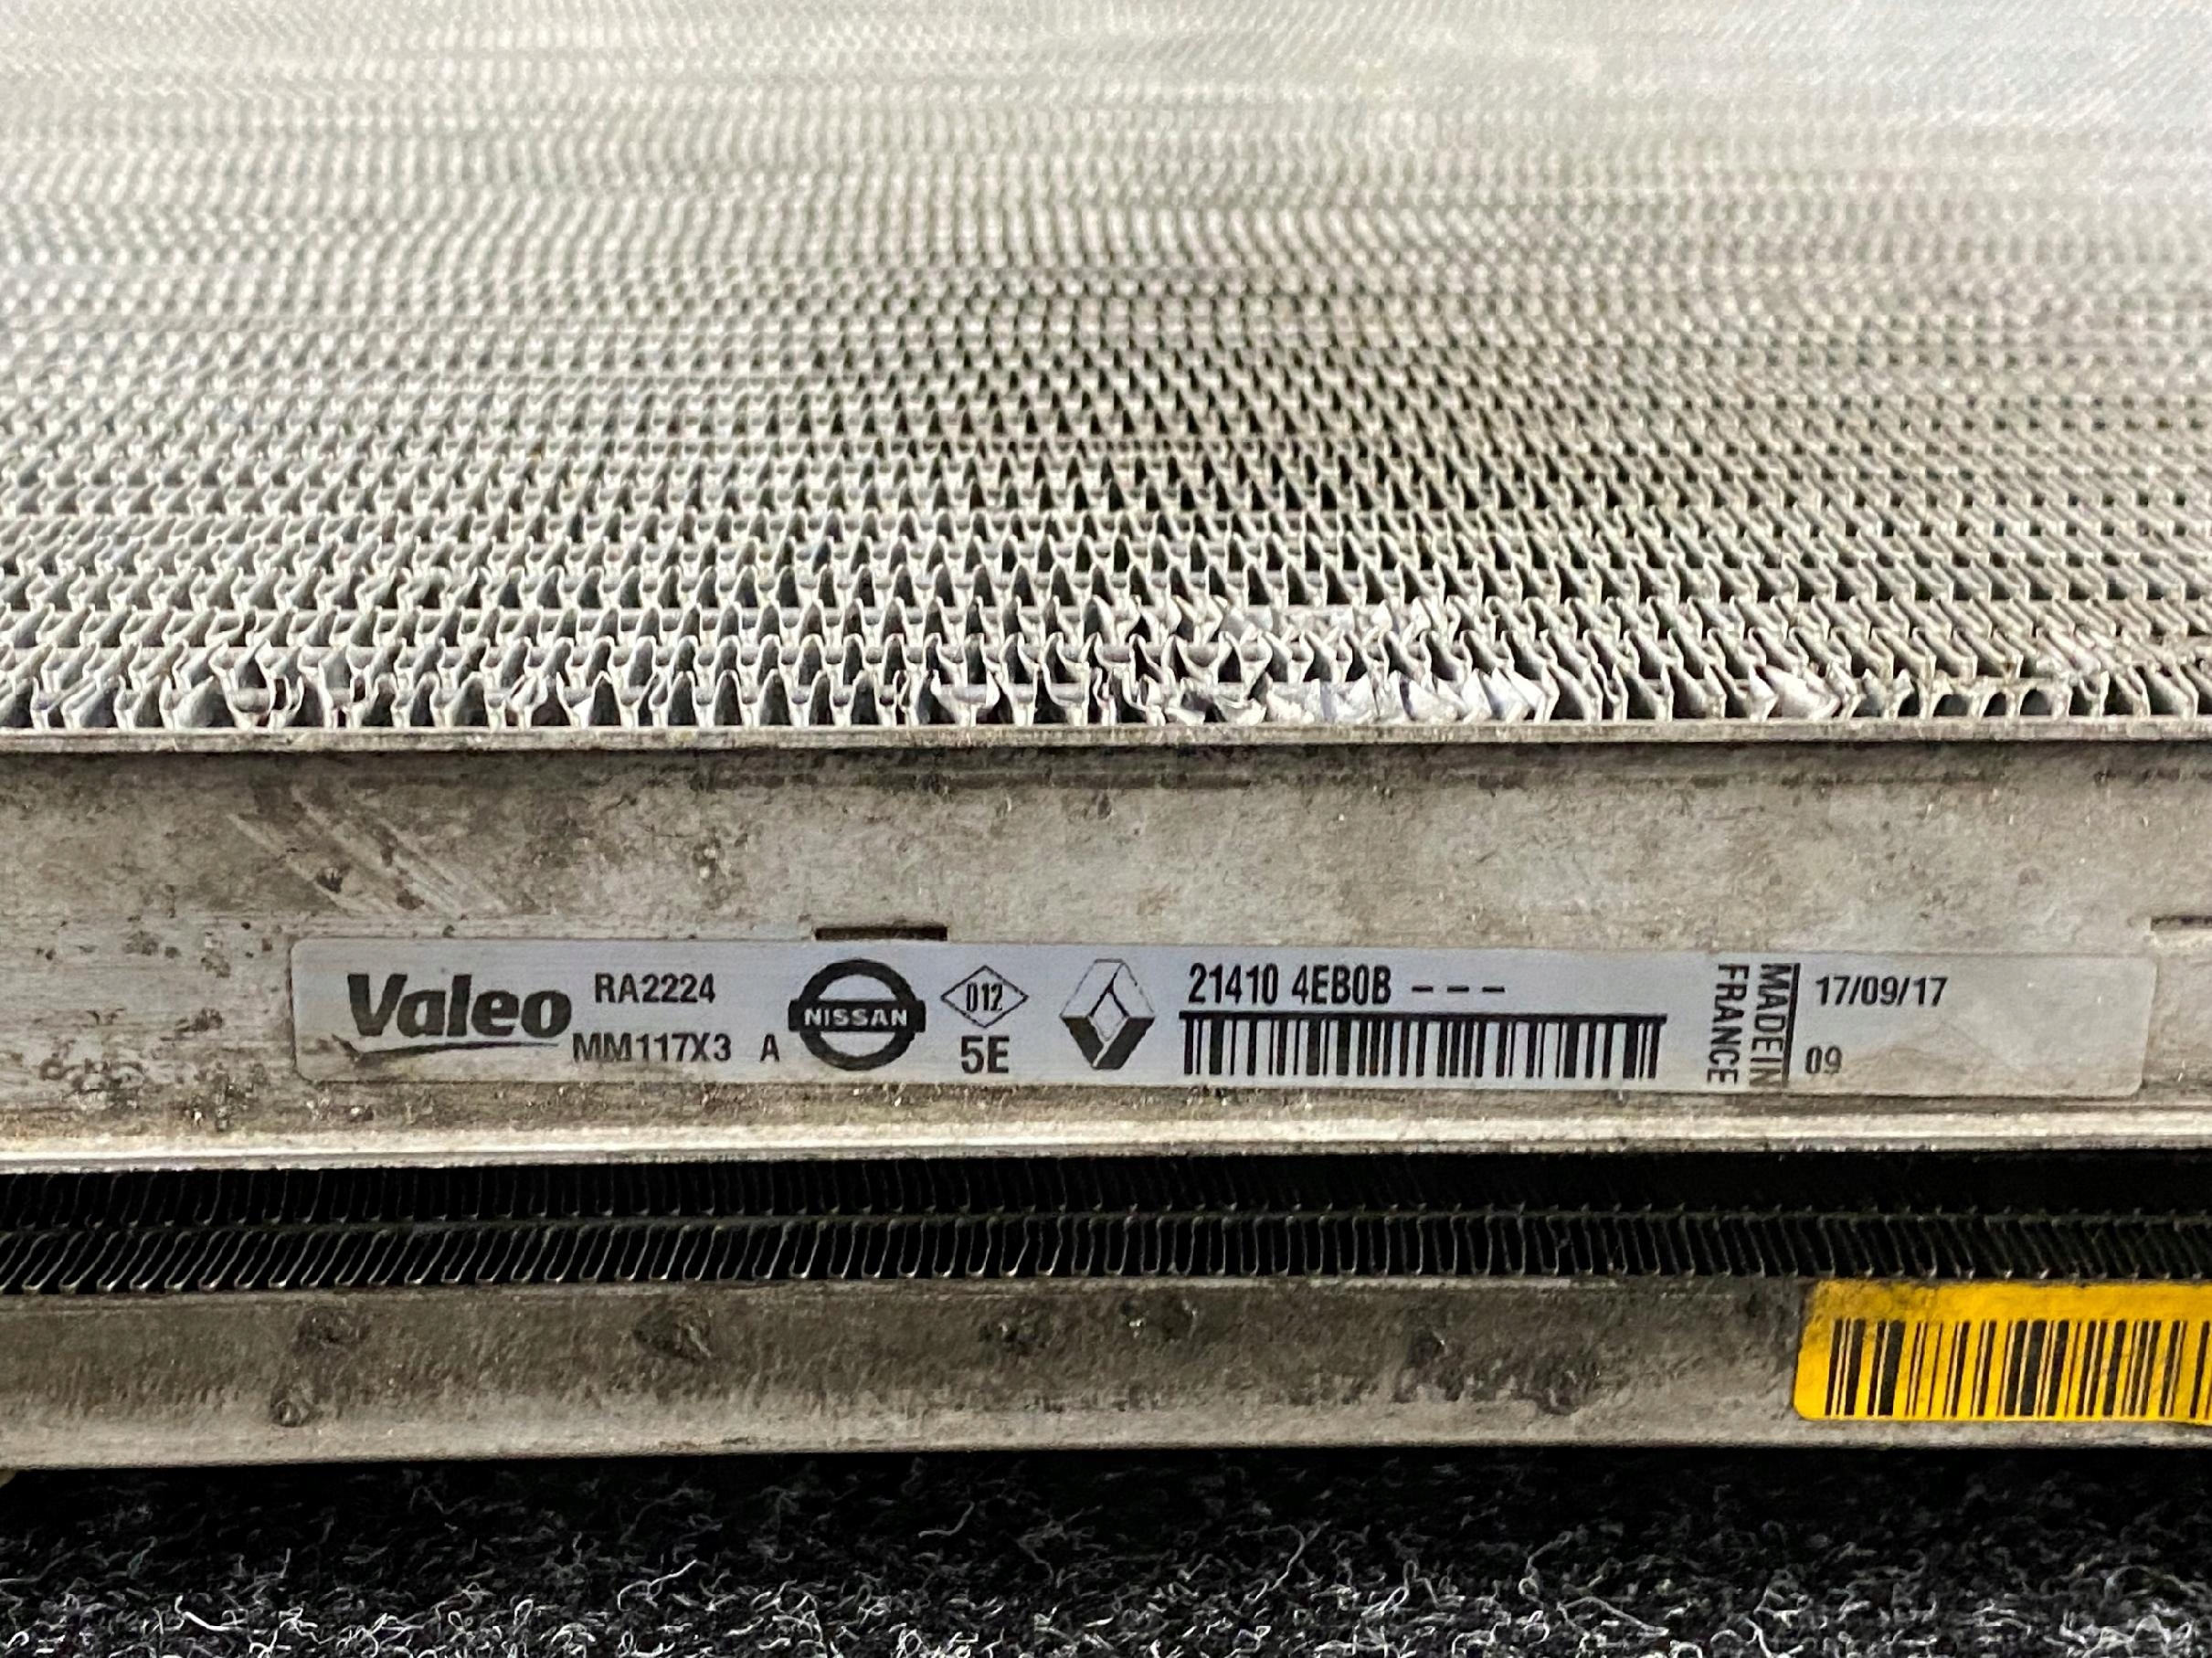 Valeo RA2224
MM117X3 A
NISSAN
012
5E
21410 4EB0B - - -
MADE IN
FRANCE
17/09/17
09